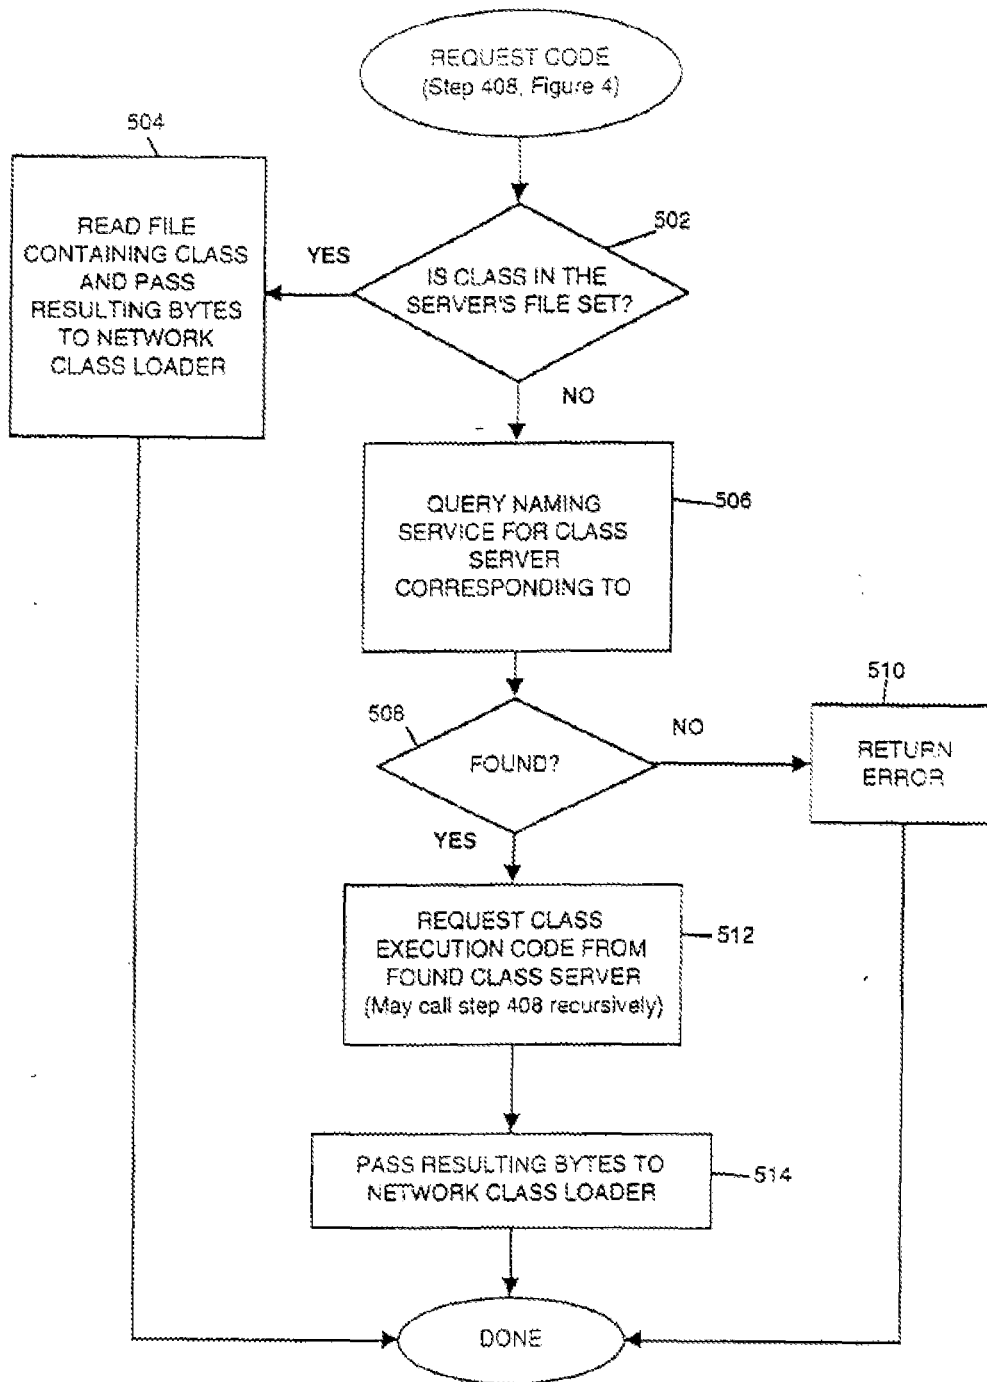 REQUEST CODE
(Step 408, Figure 4)
504
READ FILE
CONTAINING CLASS
AND PASS
RESULTING BYTES
TO NETWORK
CLASS LOADER
YES
502
IS CLASS IN THE
SERVER'S FILE SET?
NO
506
QUERY NAMING
SERVICE FOR CLASS
SERVER
CORRESPONDING TO
508
FOUND?
NO
510
RETURN
ERROR
YES
REQUEST CLASS
EXECUTION CODE FROM
FOUND CLASS SERVER
(May call step 408 recursively)
512
PASS RESULTING BYTES TO
NETWORK CLASS LOADER
514
DONE